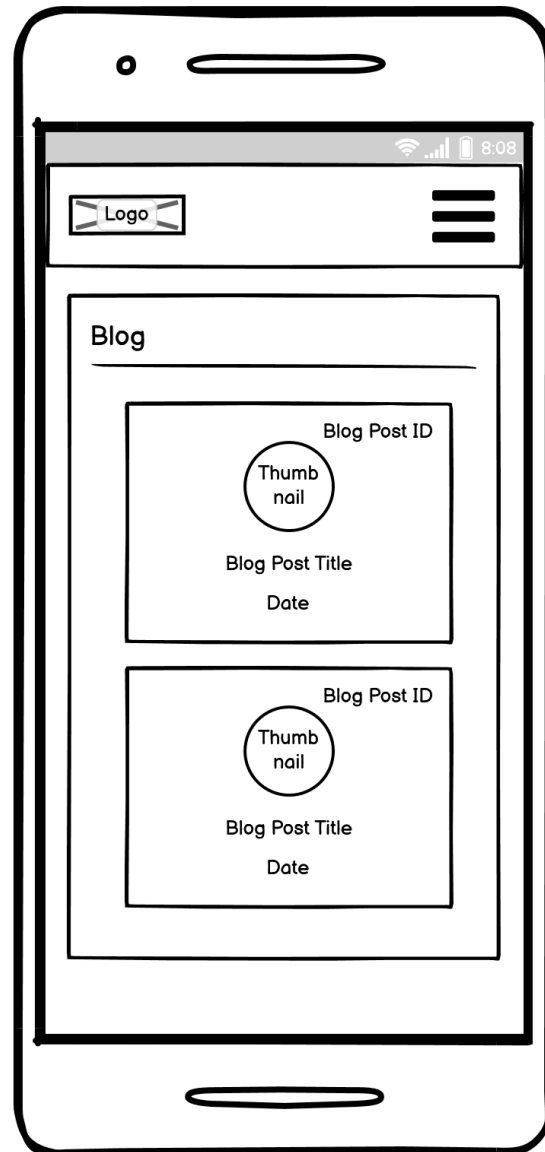 8:08
Logo
Blog
Blog Post ID
Thumb
nail
Blog Post Title
Date
Blog Post ID
Thumb
nail
Blog Post Title
Date